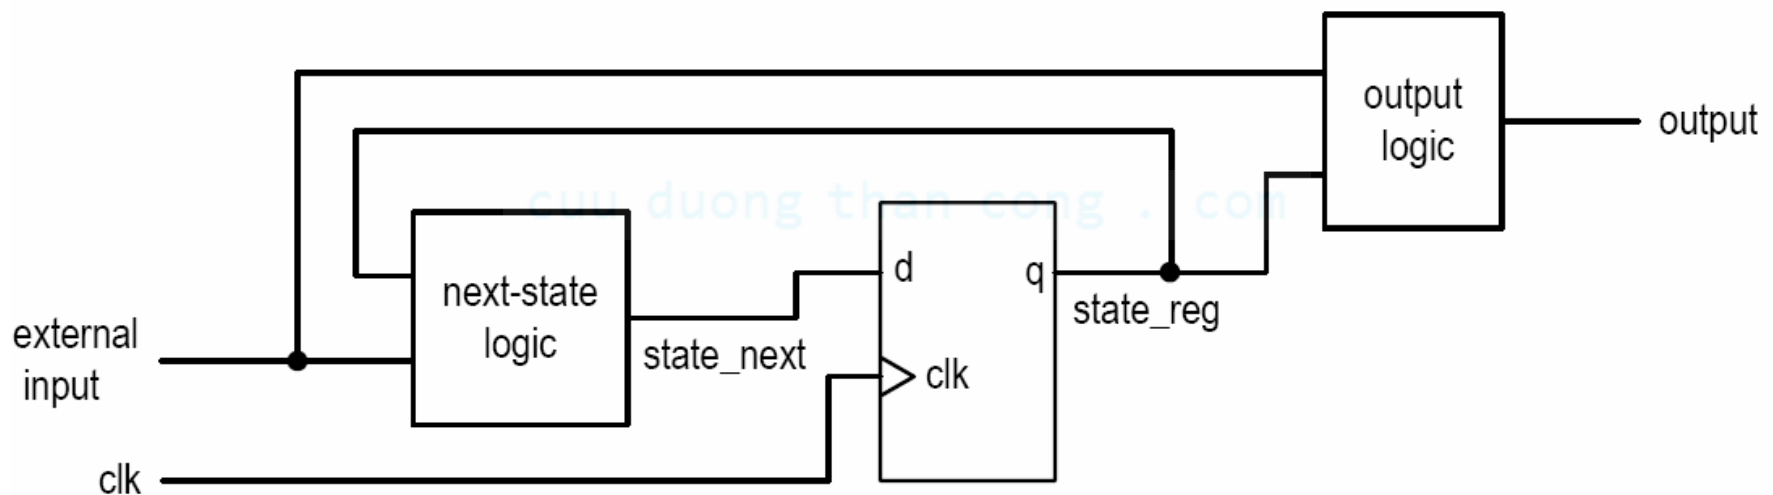 output
logic
output
cuu duong than cong . com
next-state
logic
d
q
state_reg
state_next
external
input
clk
clk